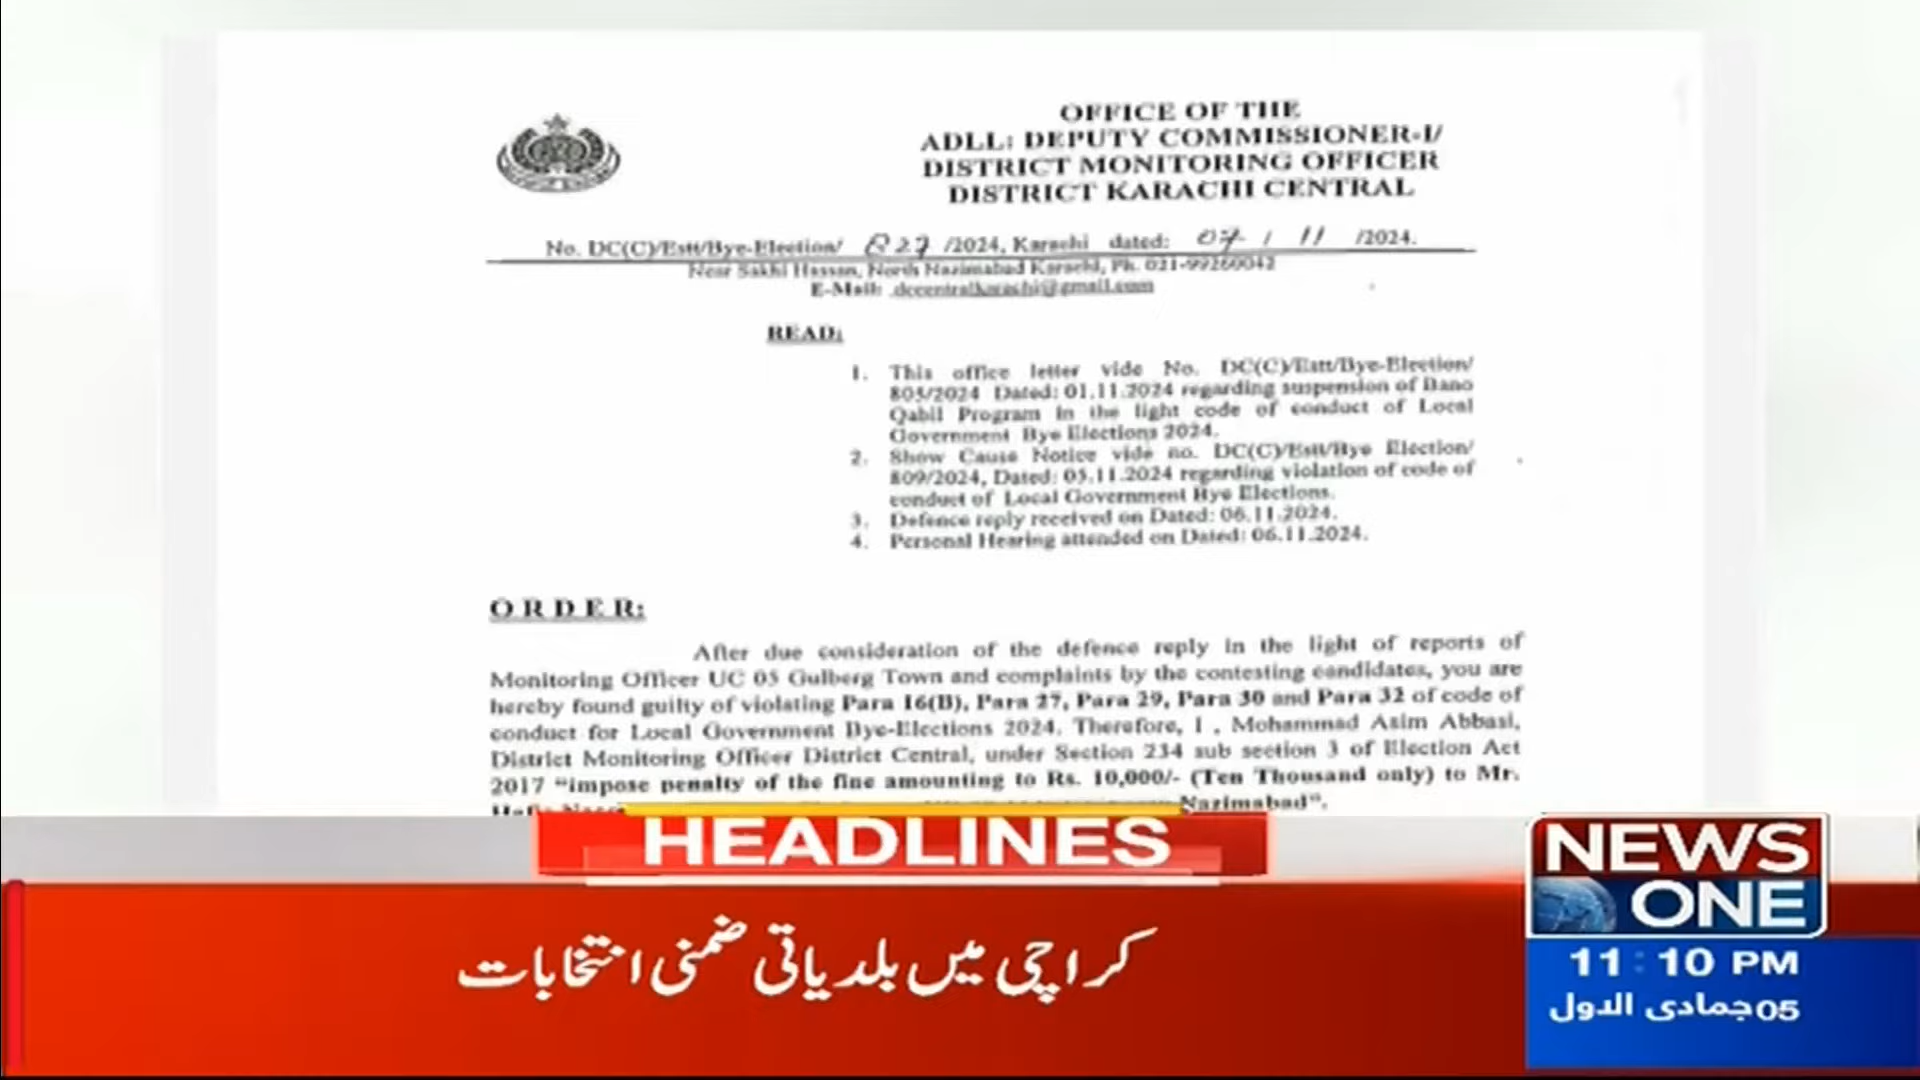 OFFICE OF THE
ADLL: DEPUTY COMMISSIONER-I/
DISTRICT MONITORING OFFICER
DISTRICT KARACHI CENTRAL
No. DC(C)/Estt/Bye-Election/ 827 /2024, Karachi dated: 07 / 11 /2024.
Near Sakhi Hassan, North Nazimabad Karachi, Ph. 021-99260042
E-Mail: dccentralkarachi@gmail.com
READ:
1. This office letter vide No. DC(C)/Estt/Bye-Election/
805/2024 Dated: 01.11.2024 regarding suspension of Bano
Qabil Program in the light code of conduct of Local
Government Bye Elections 2024.
2. Show Cause Notice vide no. DC(C)/Estt/Bye Election/
809/2024, Dated: 05.11.2024 regarding violation of code of
conduct of Local Government Bye Elections.
3. Defence reply received on Dated: 06.11.2024.
4. Personal Hearing attended on Dated: 06.11.2024.
ORDER:
After due consideration of the defence reply in the light of reports of
Monitoring Officer UC 05 Gulberg Town and complaints by the contesting candidates, you are
hereby found guilty of violating Para 16(B), Para 27, Para 29, Para 30 and Para 32 of code of
conduct for Local Government Bye-Elections 2024. Therefore, I , Mohammad Asim Abbasi,
District Monitoring Officer District Central, under Section 234 sub section 3 of Election Act
2017 “impose penalty of the fine amounting to Rs. 10,000/- (Ten Thousand only) to Mr.
Nazimabad”.
HEADLINES
NEWS
ONE
کراچی میں بلدیاتی ضمنی انتخابات
11:10 PM
05 جمادی الاول